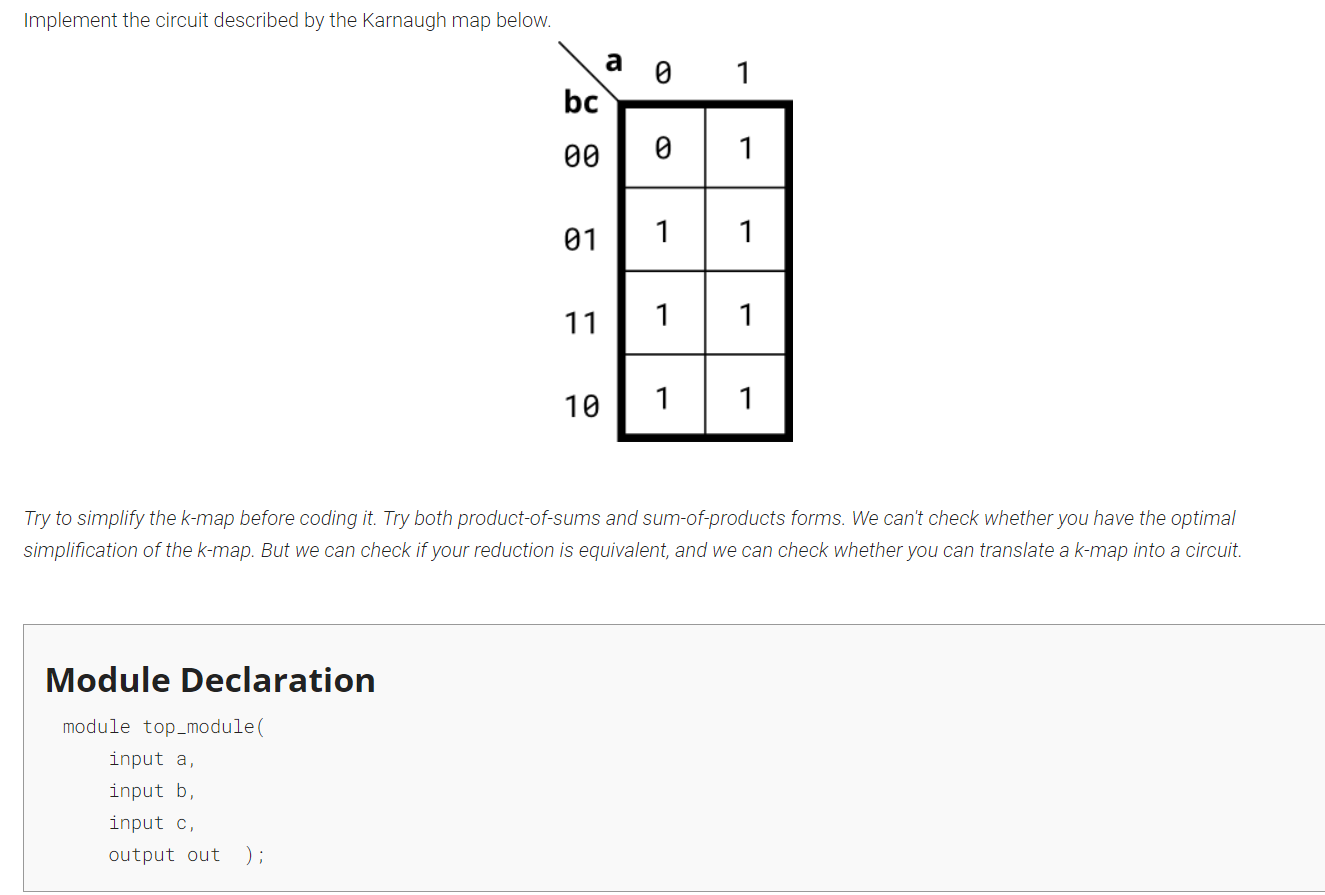 Implement the circuit described by the Karnaugh map below.
a 0 1
bc
00 0 1
01 1 1
11 1 1
10 1 1
Try to simplify the k-map before coding it. Try both product-of-sums and sum-of-products forms. We can't check whether you have the optimal
simplification of the k-map. But we can check if your reduction is equivalent, and we can check whether you can translate a k-map into a circuit.
Module Declaration
module top_module(
    input a,
    input b,
    input c,
    output out  );